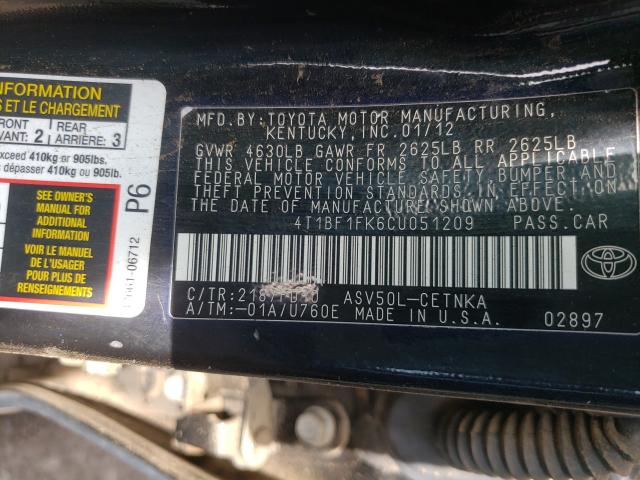 INFORMATION
S ET LE CHARGEMENT
FRONT
VANT: 2
REAR
ARRIÈRE: 3
exceed 410kg or 905lbs.
s dépasser 410kg ou 905lb.
SEE OWNER'S
MANUAL FOR
ADDITIONAL
INFORMATION
VOIR LE MANUEL
DE L'USAGER
POUR PLUS DE
RENSEIGNEMENTS
P6
06712
MFD.BY:TOYOTA MOTOR MANUFACTURING,
KENTUCKY,INC.01/12
GVWR 4630LB GAWR FR 2625LB RR 2625LB
THIS VEHICLE CONFORMS TO ALL APPLICABLE
FEDERAL MOTOR VEHICLE SAFETY,BUMPER,AND
THEFT PREVENTION STANDARDS IN EFFECT ON
THE DATE OF MANUFACTURE SHOWN ABOVE.
4T1BF1FK6CU051209 PASS.CAR
C/TR: ASV50L-CETNKA
A/TM:-01A/U760E MADE IN U.S.A. 02897
TOYOTA